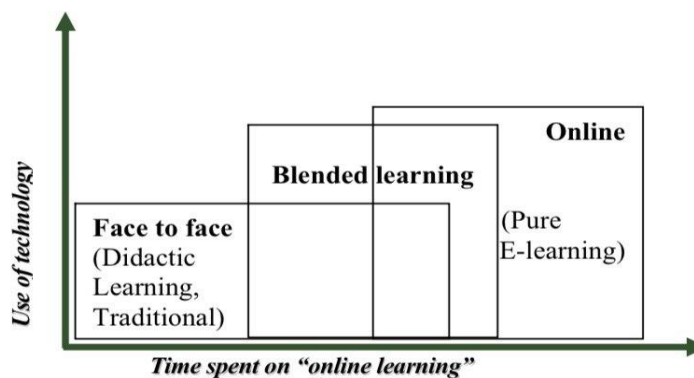 Use of technology
Online
Blended learning
Face to face
(Didactic
Learning,
Traditional)
(Pure
E-learning)
Time spent on “online learning”